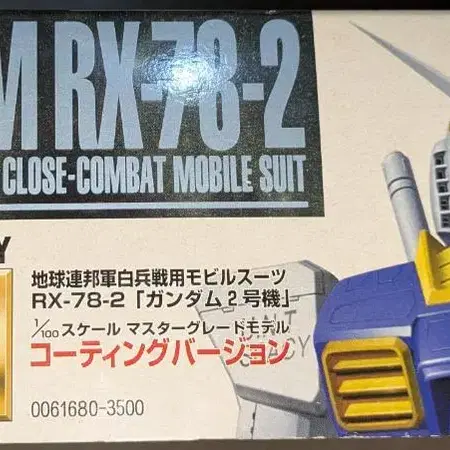 M RX-78-2
CLOSE-COMBAT MOBILE SUIT
Y
地球連邦軍白兵戦用モビルスーツ
RX-78-2「ガンダム2号機」
1/100スケール マスターグレードモデル
コーティングバージョン
0061680-3500